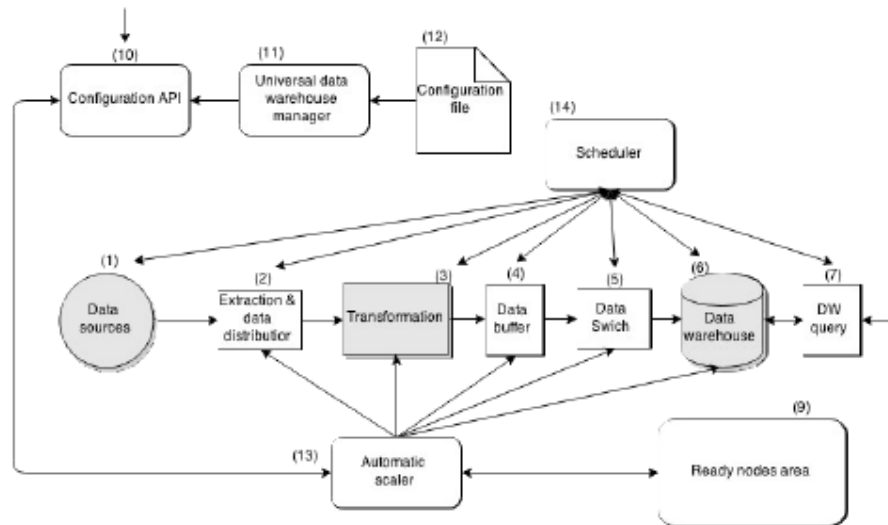 (10)
Configuration API
(11)
Universal data
warehouse
manager
(12)
Configuration
file
(14)
Scheduler
(1)
Data
sources
(2)
Extraction &
data
distributior
(3)
Transformation
(4)
Data
buffer
(5)
Data
Swich
(6)
Data
warehouse
(7)
DW
query
(13)
Automatic
scaler
(9)
Ready nodes area